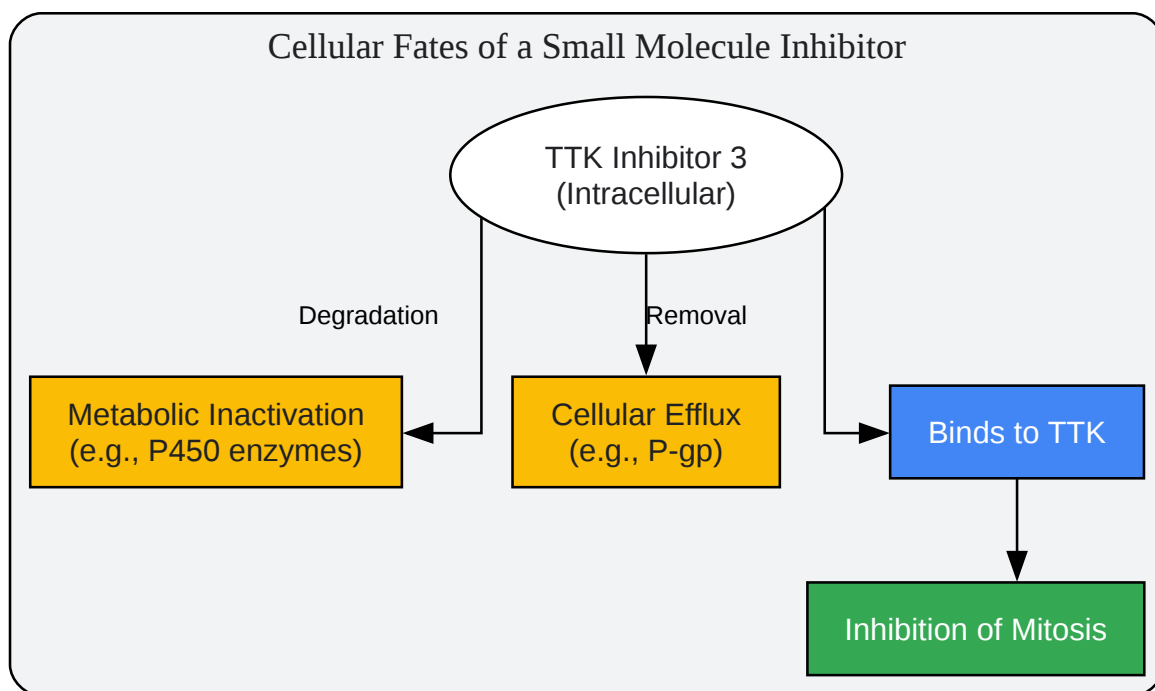 Cellular Fates of a Small Molecule Inhibitor
TTK Inhibitor 3
(Intracellular)
Degradation
Removal
Metabolic Inactivation
(e.g., P450 enzymes)
Cellular Efflux
(e.g., P-gp)
Binds to TTK
Inhibition of Mitosis